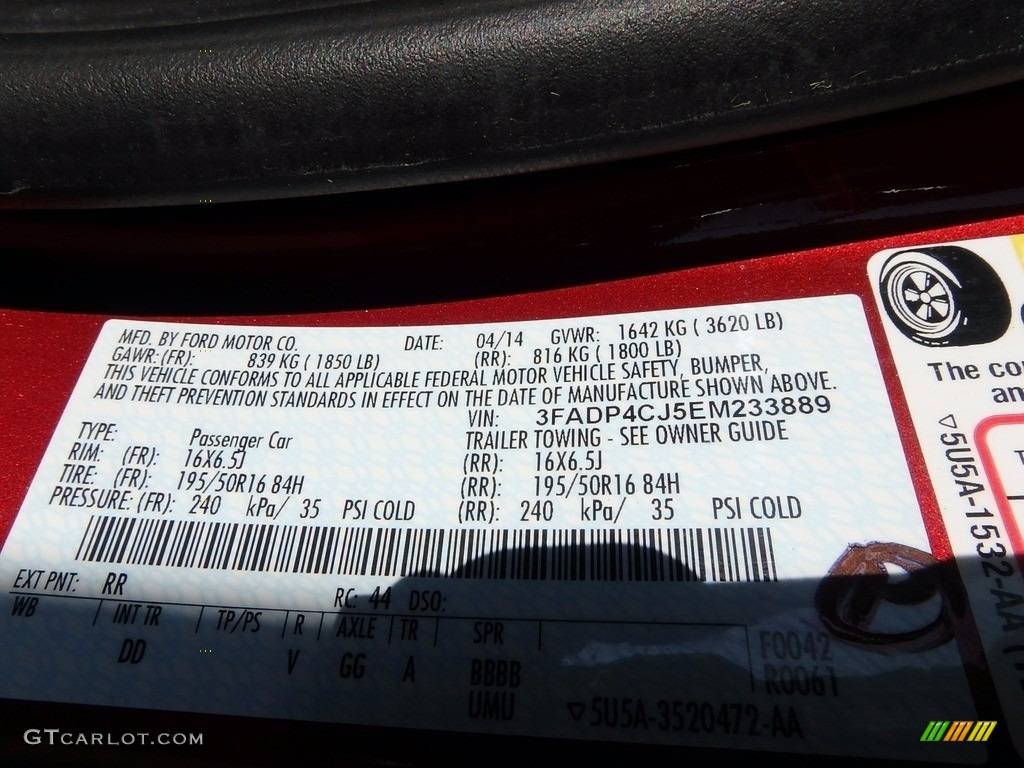 MFD. BY FORD MOTOR CO. DATE: 04/14 GVWR: 1642 KG ( 3620 LB)
GAWR: (FR): 839 KG ( 1850 LB) (RR): 816 KG ( 1800 LB)
THIS VEHICLE CONFORMS TO ALL APPLICABLE FEDERAL MOTOR VEHICLE SAFETY, BUMPER,
AND THEFT PREVENTION STANDARDS IN EFFECT ON THE DATE OF MANUFACTURE SHOWN ABOVE.
VIN: 3FADP4CJ5EM233889
TYPE: Passenger Car TRAILER TOWING - SEE OWNER GUIDE
RIM: (FR): 16X6.5J (RR): 16X6.5J
TIRE: (FR): 195/50R16 84H (RR): 195/50R16 84H
PRESSURE: (FR): 240 kPa/ 35 PSI COLD (RR): 240 kPa/ 35 PSI COLD
EXT PNT: RR RC: 44 DSO:
WB INT TR TP/PS R AXLE TR SPR F0042
DD V GG A BBBB R0061
UMU 5U5A-3520472-AA
The co
an
5U5A-1532-AA
GTCARLOT.COM